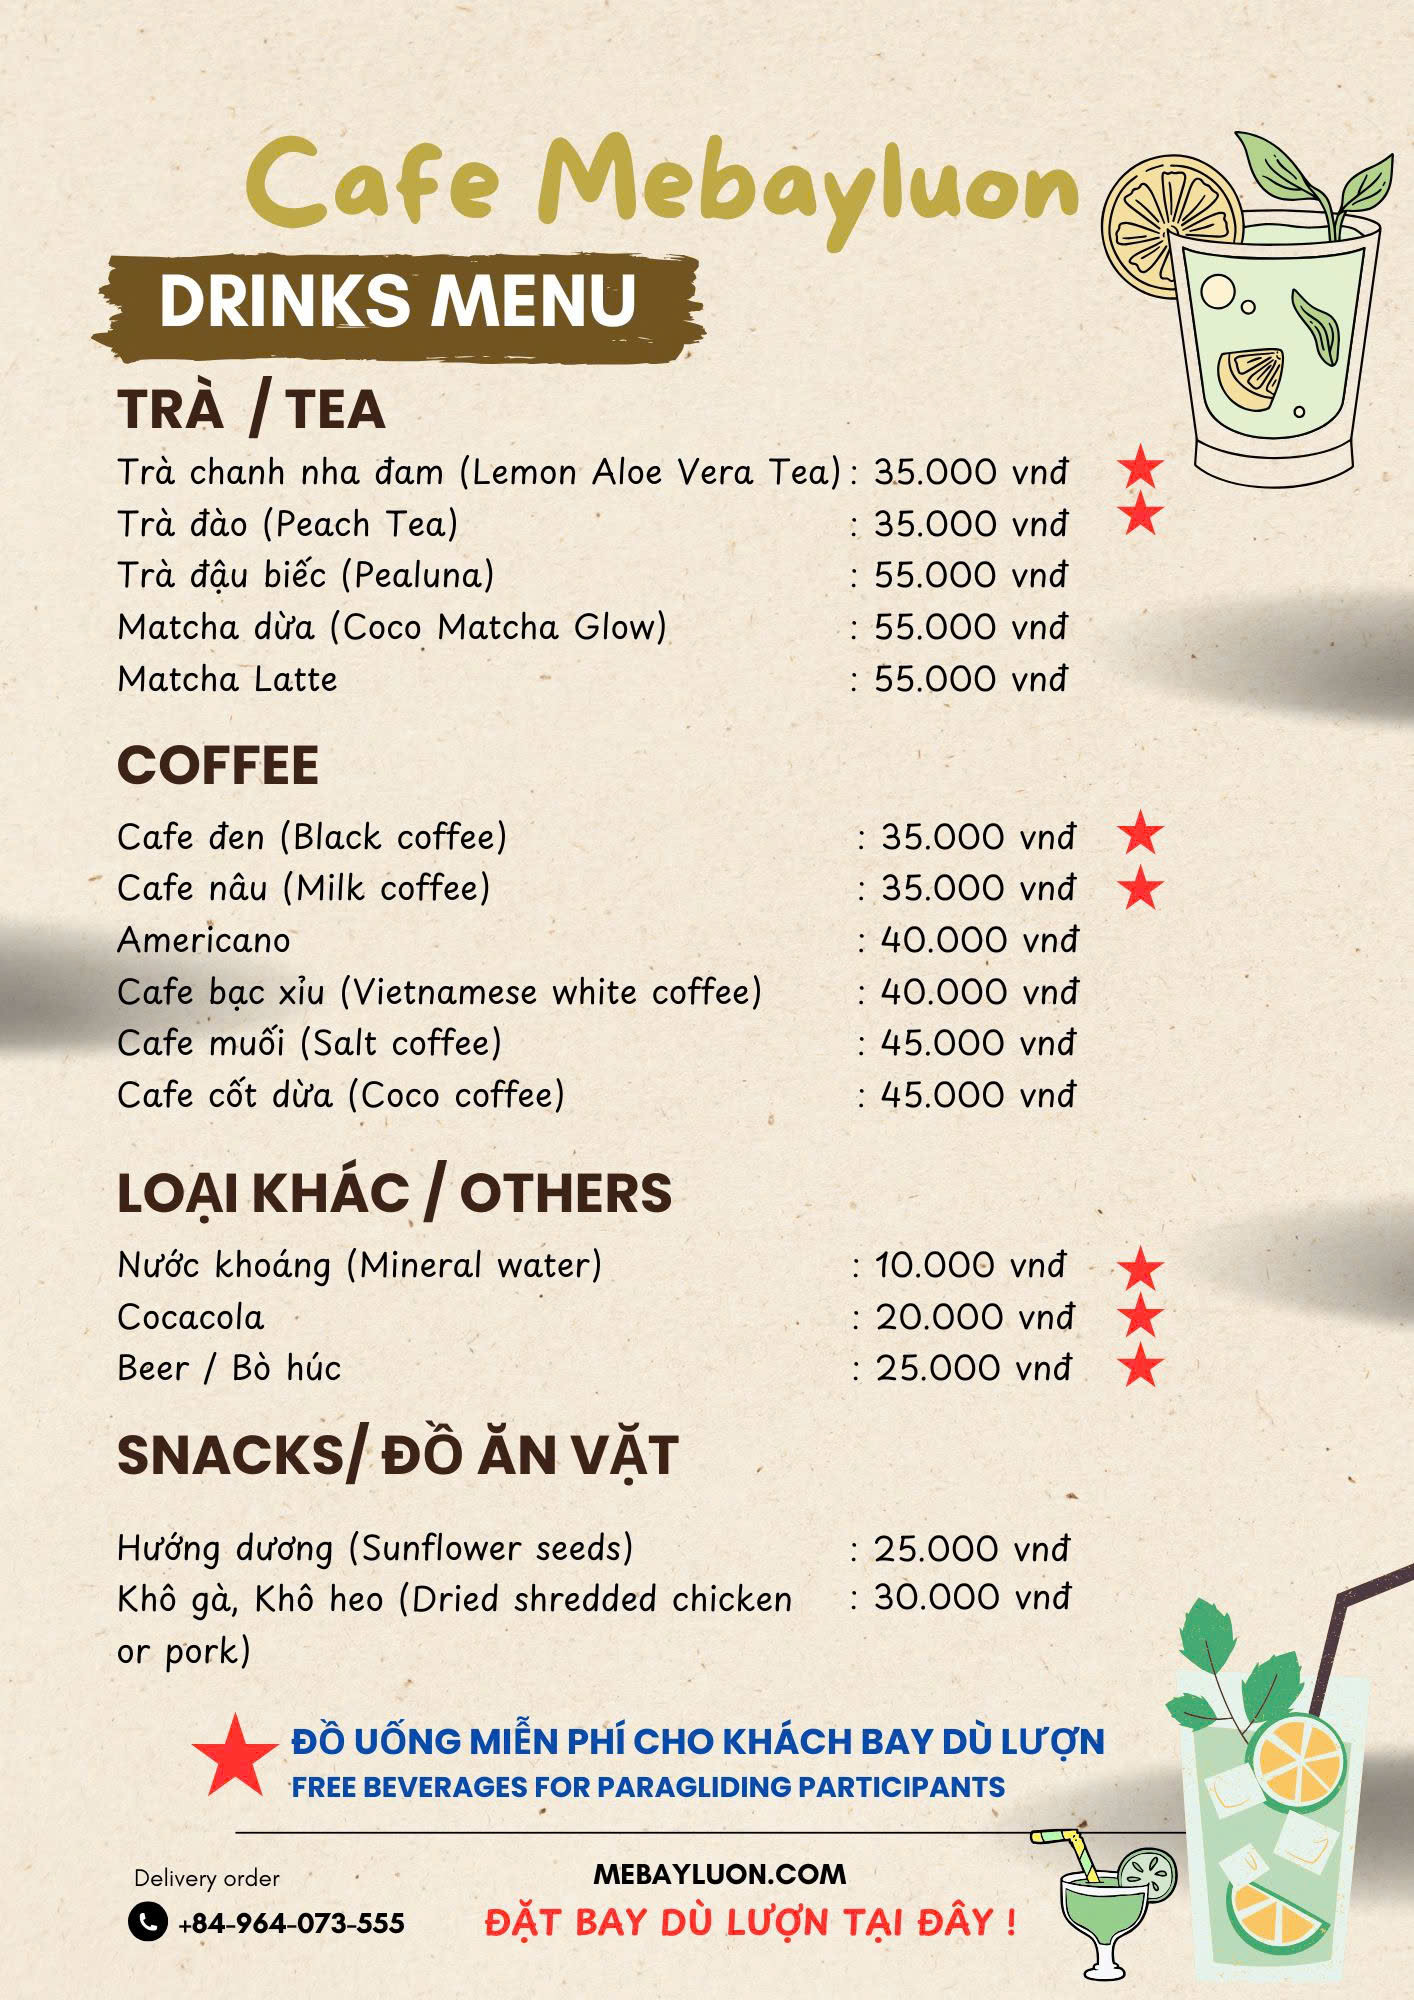 Cafe Mebayluon
DRINKS MENU
TRÀ / TEA
Trà chanh nha đam (Lemon Aloe Vera Tea) : 35.000 vnđ
Trà đào (Peach Tea) : 35.000 vnđ
Trà đậu biếc (Pealuna) : 55.000 vnđ
Matcha dừa (Coco Matcha Glow) : 55.000 vnđ
Matcha Latte : 55.000 vnđ
COFFEE
Cafe đen (Black coffee) : 35.000 vnđ
Cafe nâu (Milk coffee) : 35.000 vnđ
Americano : 40.000 vnđ
Cafe bạc xỉu (Vietnamese white coffee) : 40.000 vnđ
Cafe muối (Salt coffee) : 45.000 vnđ
Cafe cốt dừa (Coco coffee) : 45.000 vnđ
LOẠI KHÁC / OTHERS
Nước khoáng (Mineral water) : 10.000 vnđ
Cocacola : 20.000 vnđ
Beer / Bò húc : 25.000 vnđ
SNACKS/ ĐỒ ĂN VẶT
Hướng dương (Sunflower seeds) : 25.000 vnđ
Khô gà, Khô heo (Dried shredded chicken : 30.000 vnđ
or pork)
ĐỒ UỐNG MIỄN PHÍ CHO KHÁCH BAY DÙ LƯỢN
FREE BEVERAGES FOR PARAGLIDING PARTICIPANTS
Delivery order
+84-964-073-555
MEBAYLUON.COM
ĐẶT BAY DÙ LƯỢN TẠI ĐÂY !